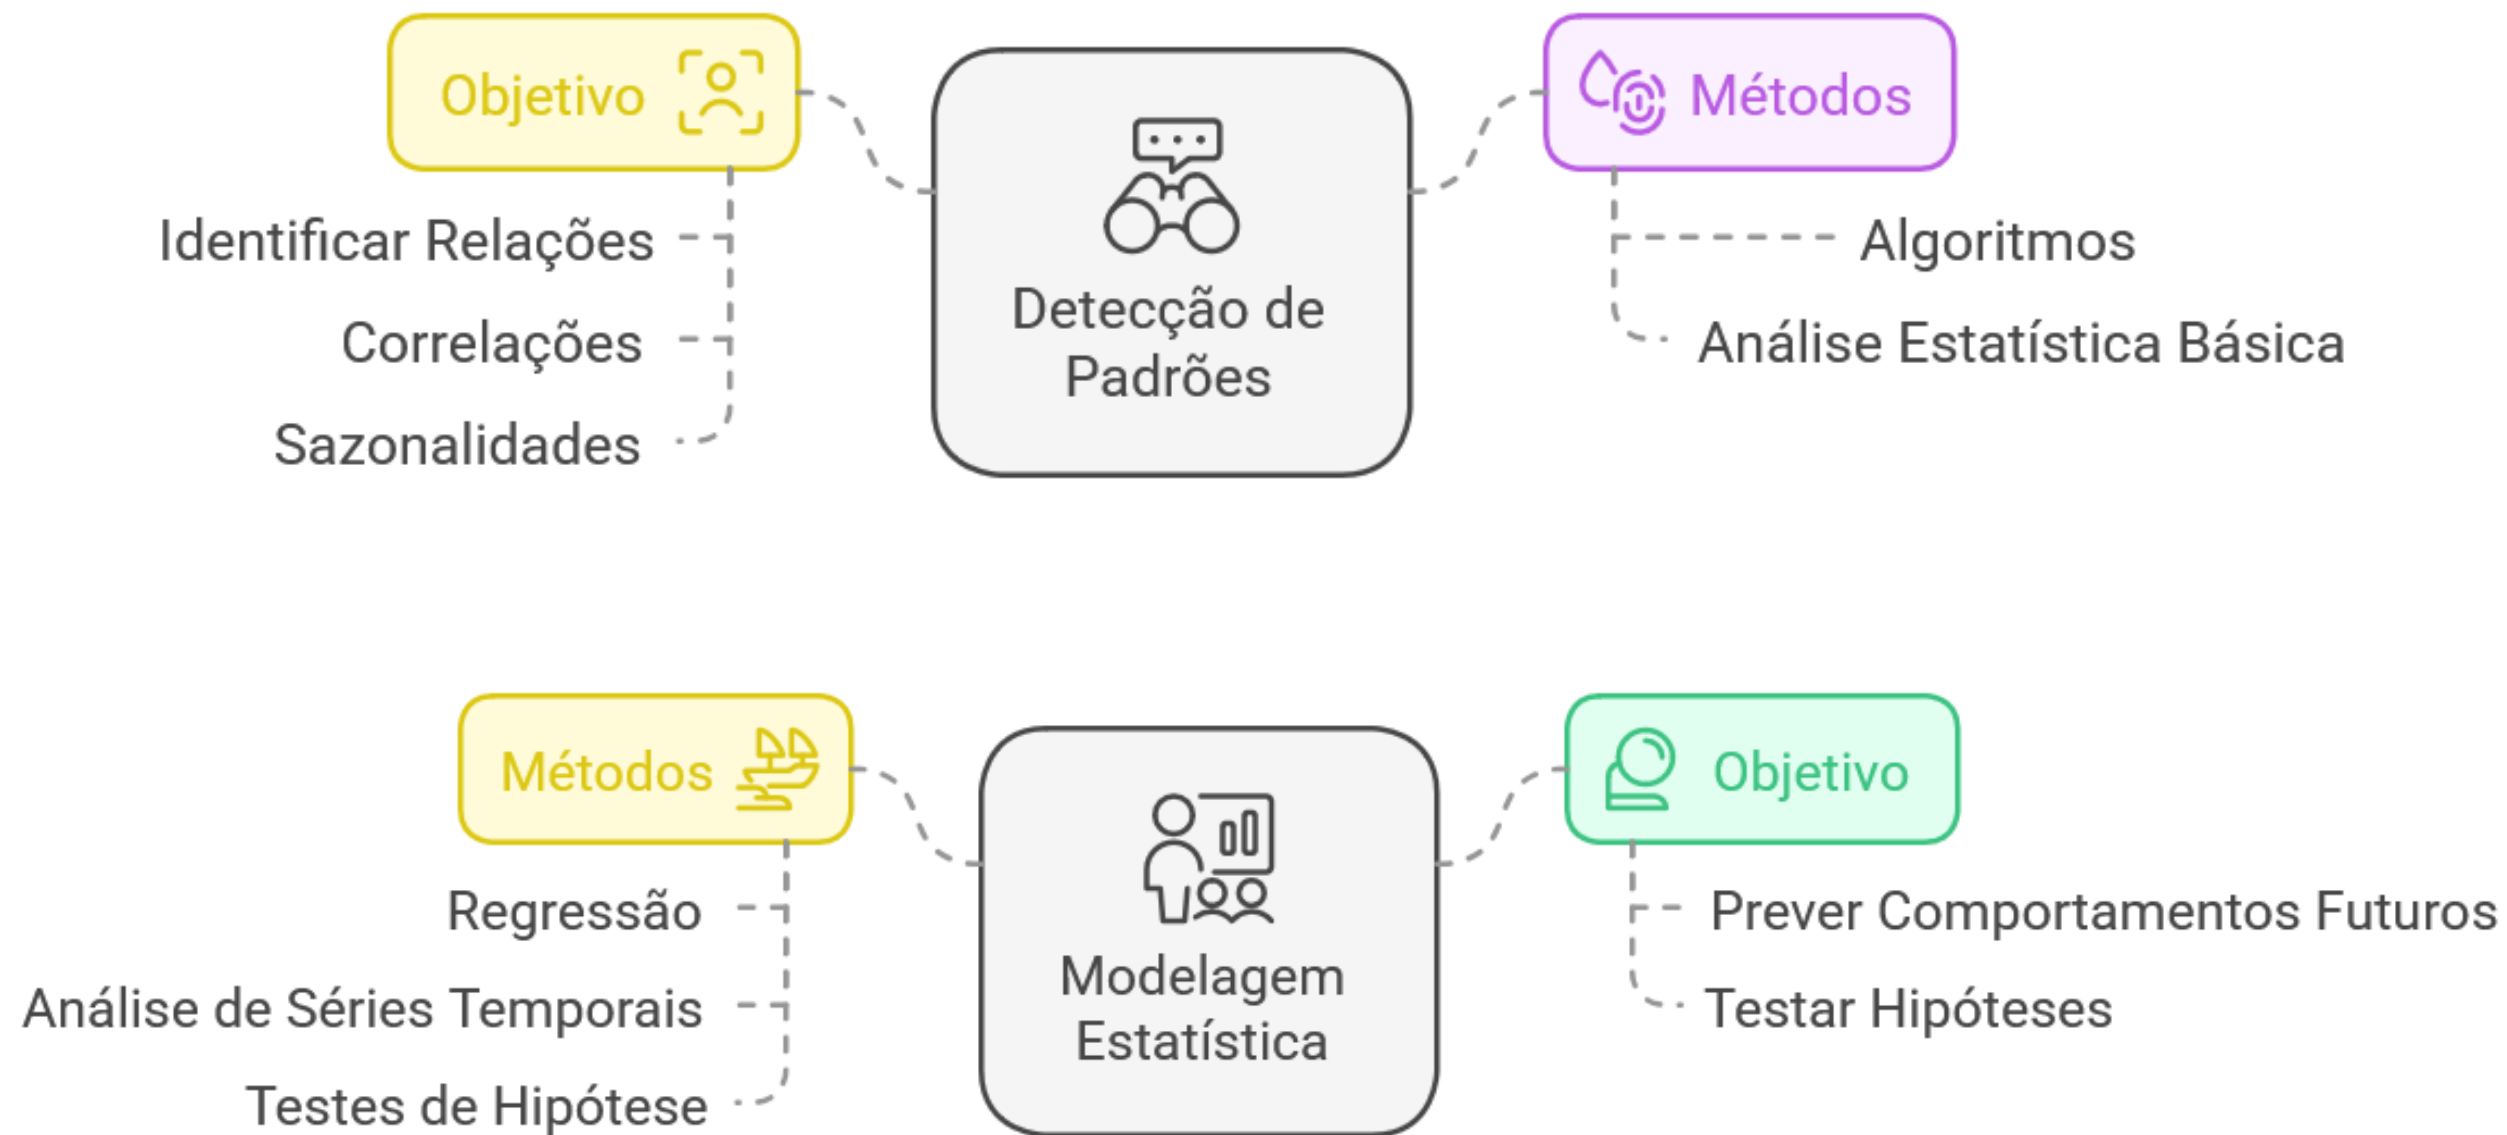 Objetivo
Identificar Relações
Correlações
Sazonalidades
Detecção de
Padrões
Métodos
Algoritmos
Análise Estatística Básica
Métodos
Regressão
Análise de Séries Temporais
Testes de Hipótese
Modelagem
Estatística
Objetivo
Prever Comportamentos Futuros
Testar Hipóteses